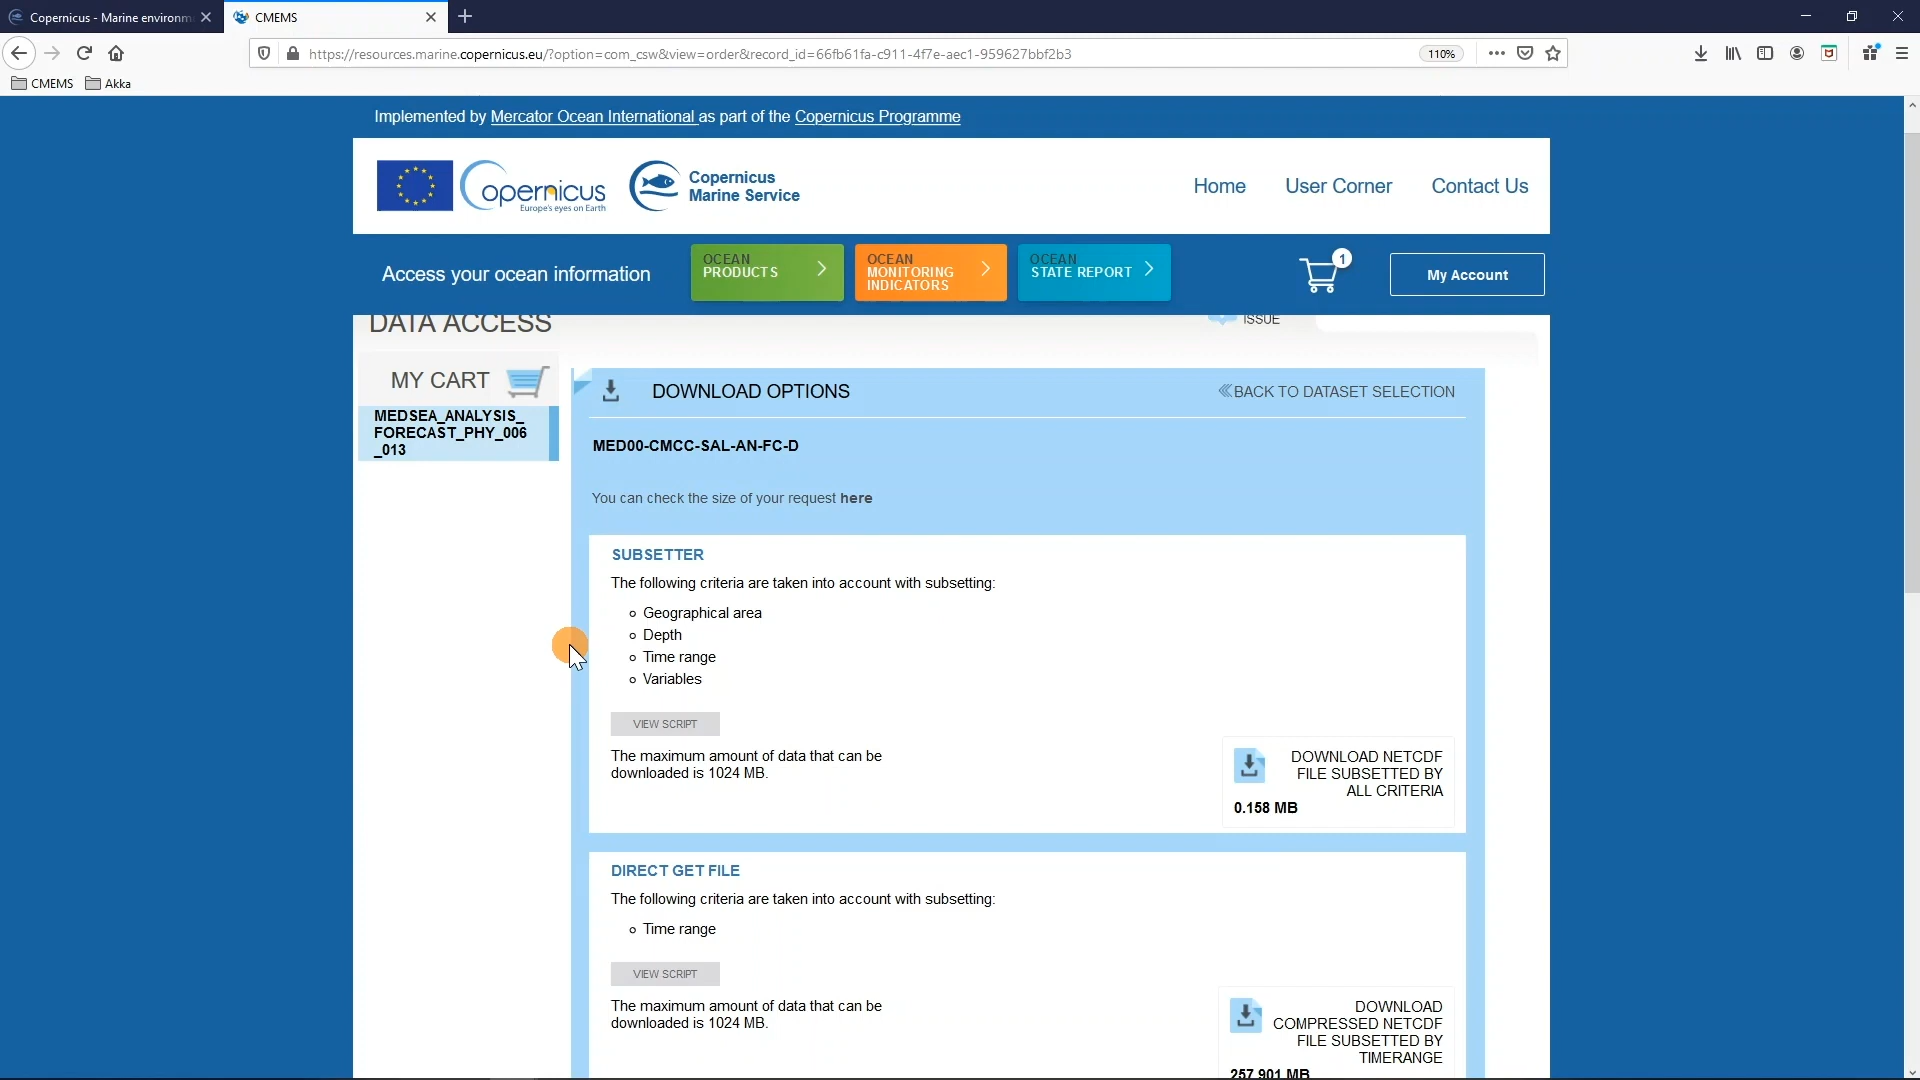 Copernicus - Marine environm
CMEMS
https://resources.marine.copernicus.eu/?option=com_csw&view=order&record_id=66fb61fa-c911-4f7e-aec1-959627bbf2b3
110%
CMEMS
Akka
Implemented by Mercator Ocean International as part of the Copernicus Programme
opernicus
Europe's eyes on Earth
Copernicus
Marine Service
Home
User Corner
Contact Us
Access your ocean information
OCEAN
PRODUCTS
OCEAN
MONITORING
INDICATORS
OCEAN
STATE REPORT
1
My Account
DATA ACCESS
ISSUE
MY CART
MEDSEA_ANALYSIS_
FORECAST_PHY_006
_013
DOWNLOAD OPTIONS
BACK TO DATASET SELECTION
MED00-CMCC-SAL-AN-FC-D
You can check the size of your request here
SUBSETTER
The following criteria are taken into account with subsetting:
Geographical area
Depth
Time range
Variables
VIEW SCRIPT
The maximum amount of data that can be
downloaded is 1024 MB.
DOWNLOAD NETCDF
FILE SUBSETTED BY
ALL CRITERIA
0.158 MB
DIRECT GET FILE
The following criteria are taken into account with subsetting:
Time range
VIEW SCRIPT
The maximum amount of data that can be
downloaded is 1024 MB.
DOWNLOAD
COMPRESSED NETCDF
FILE SUBSETTED BY
TIMERANGE
257.901 MB